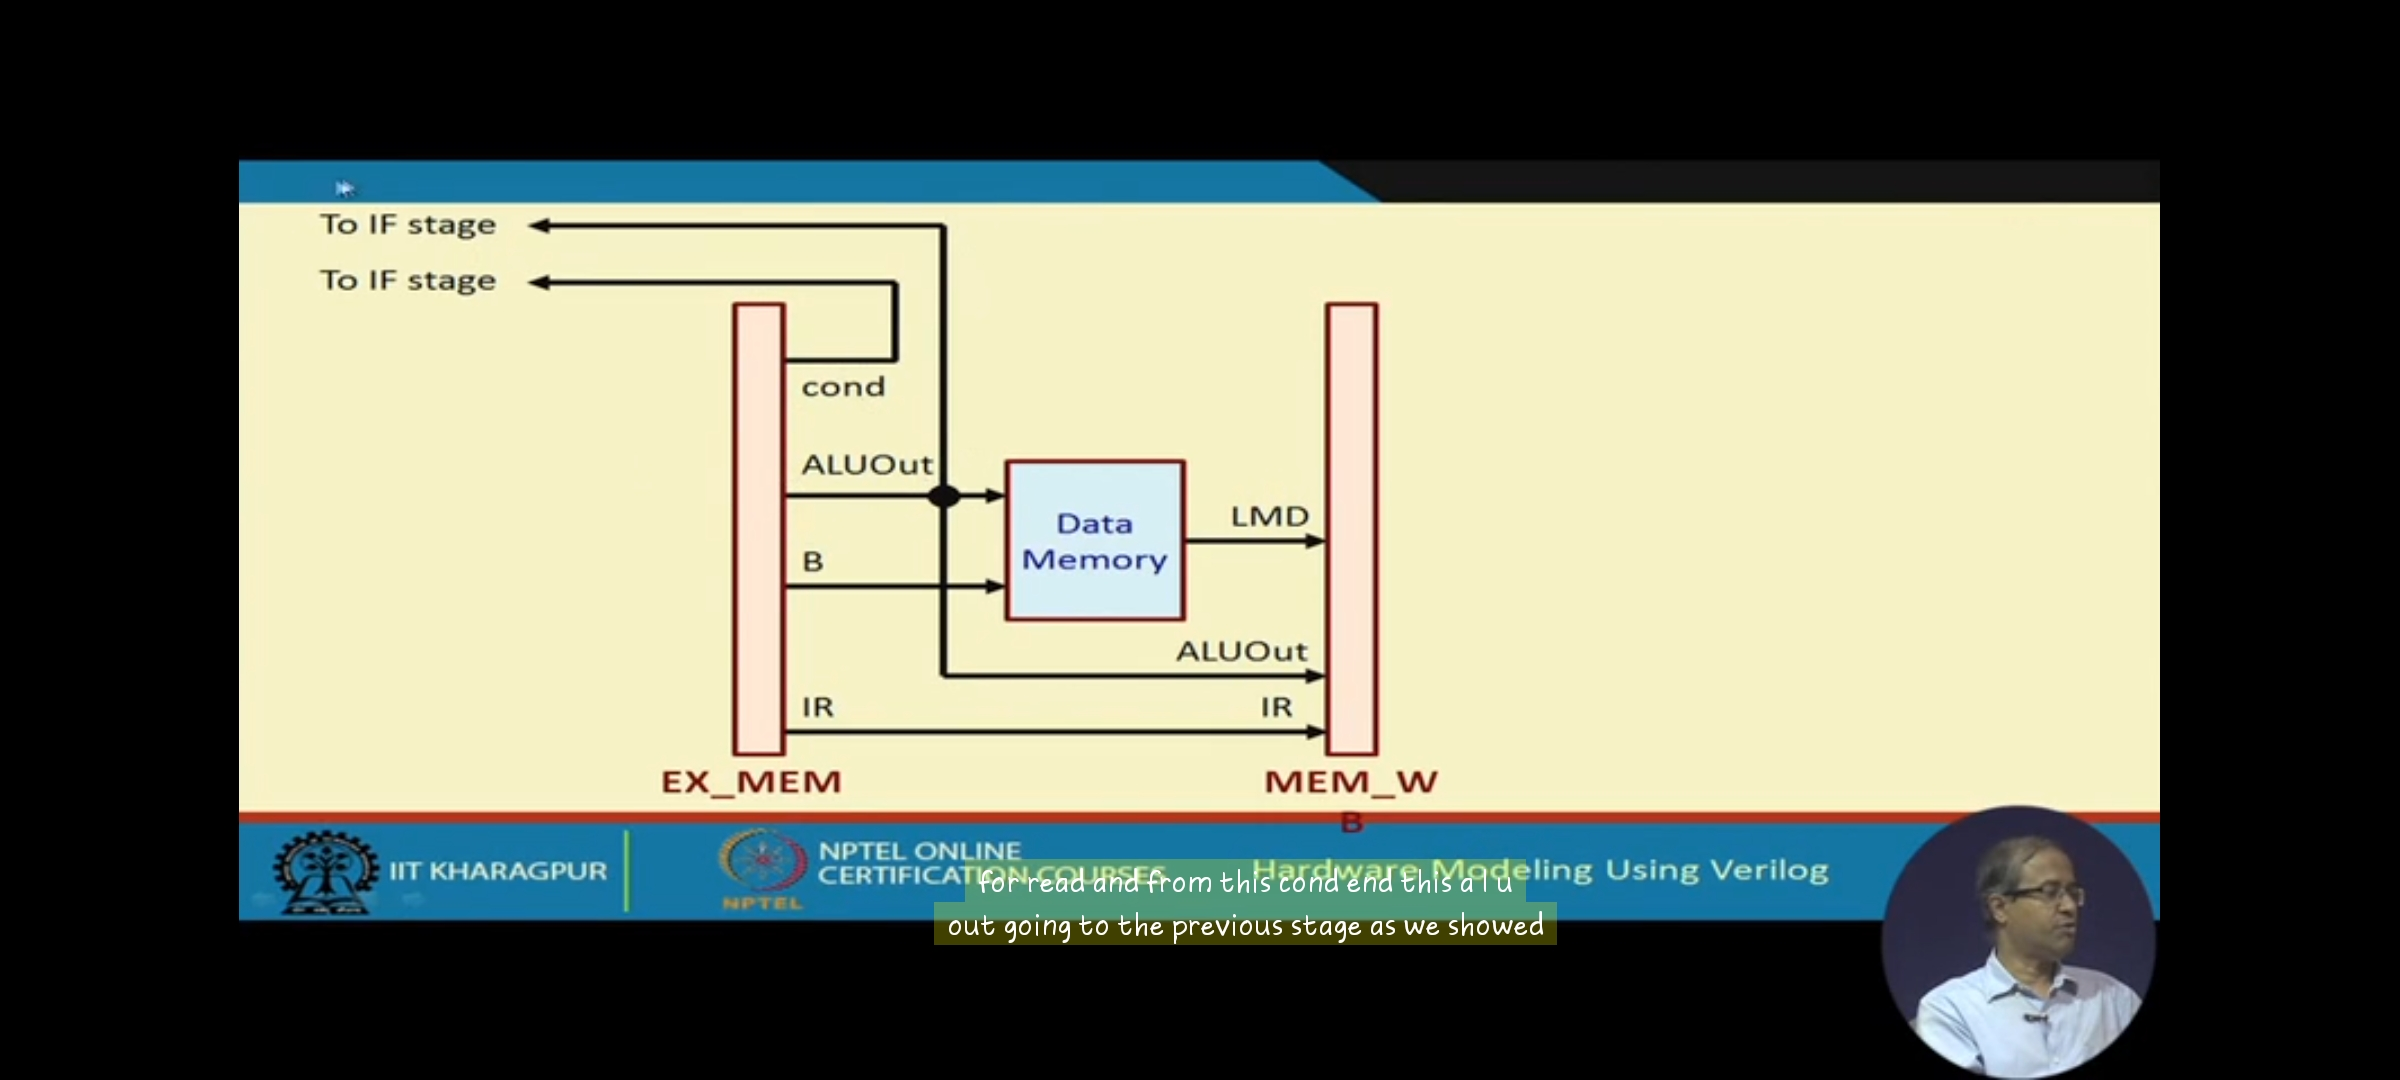 To IF stage
To IF stage
cond
ALUOut
Data
Memory
LMD
B
ALUOut
IR
IR
EX_MEM
MEM_W
B
IIT KHARAGPUR
NPTEL
NPTEL ONLINE
CERTIFICATION COURSES
Hardware Modeling Using Verilog
for read and from this cond end this a l u
out going to the previous stage as we showed